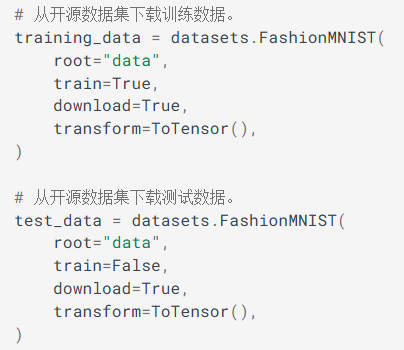 # 从开源数据集下载训练数据。
training_data = datasets.FashionMNIST(
    root="data",
    train=True,
    download=True,
    transform=ToTensor(),
)

# 从开源数据集下载测试数据。
test_data = datasets.FashionMNIST(
    root="data",
    train=False,
    download=True,
    transform=ToTensor(),
)